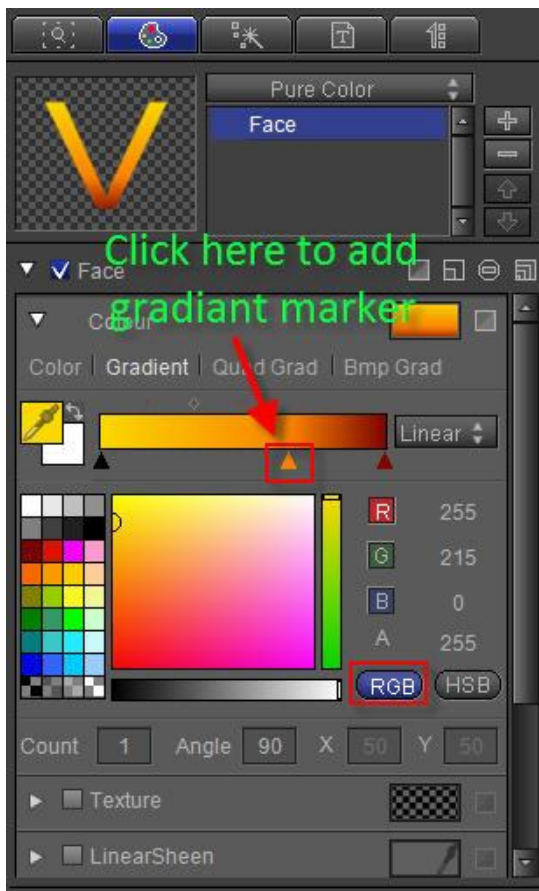 T
Pure Color
Face
Click here to add
Face
gradiant marker
Colour
Color | Gradient | Quad Grad | Bmp Grad
Linear
R 255
G 215
B 0
A 255
RGB HSB
Count 1 Angle 90 X 50 Y 50
Texture
LinearSheen